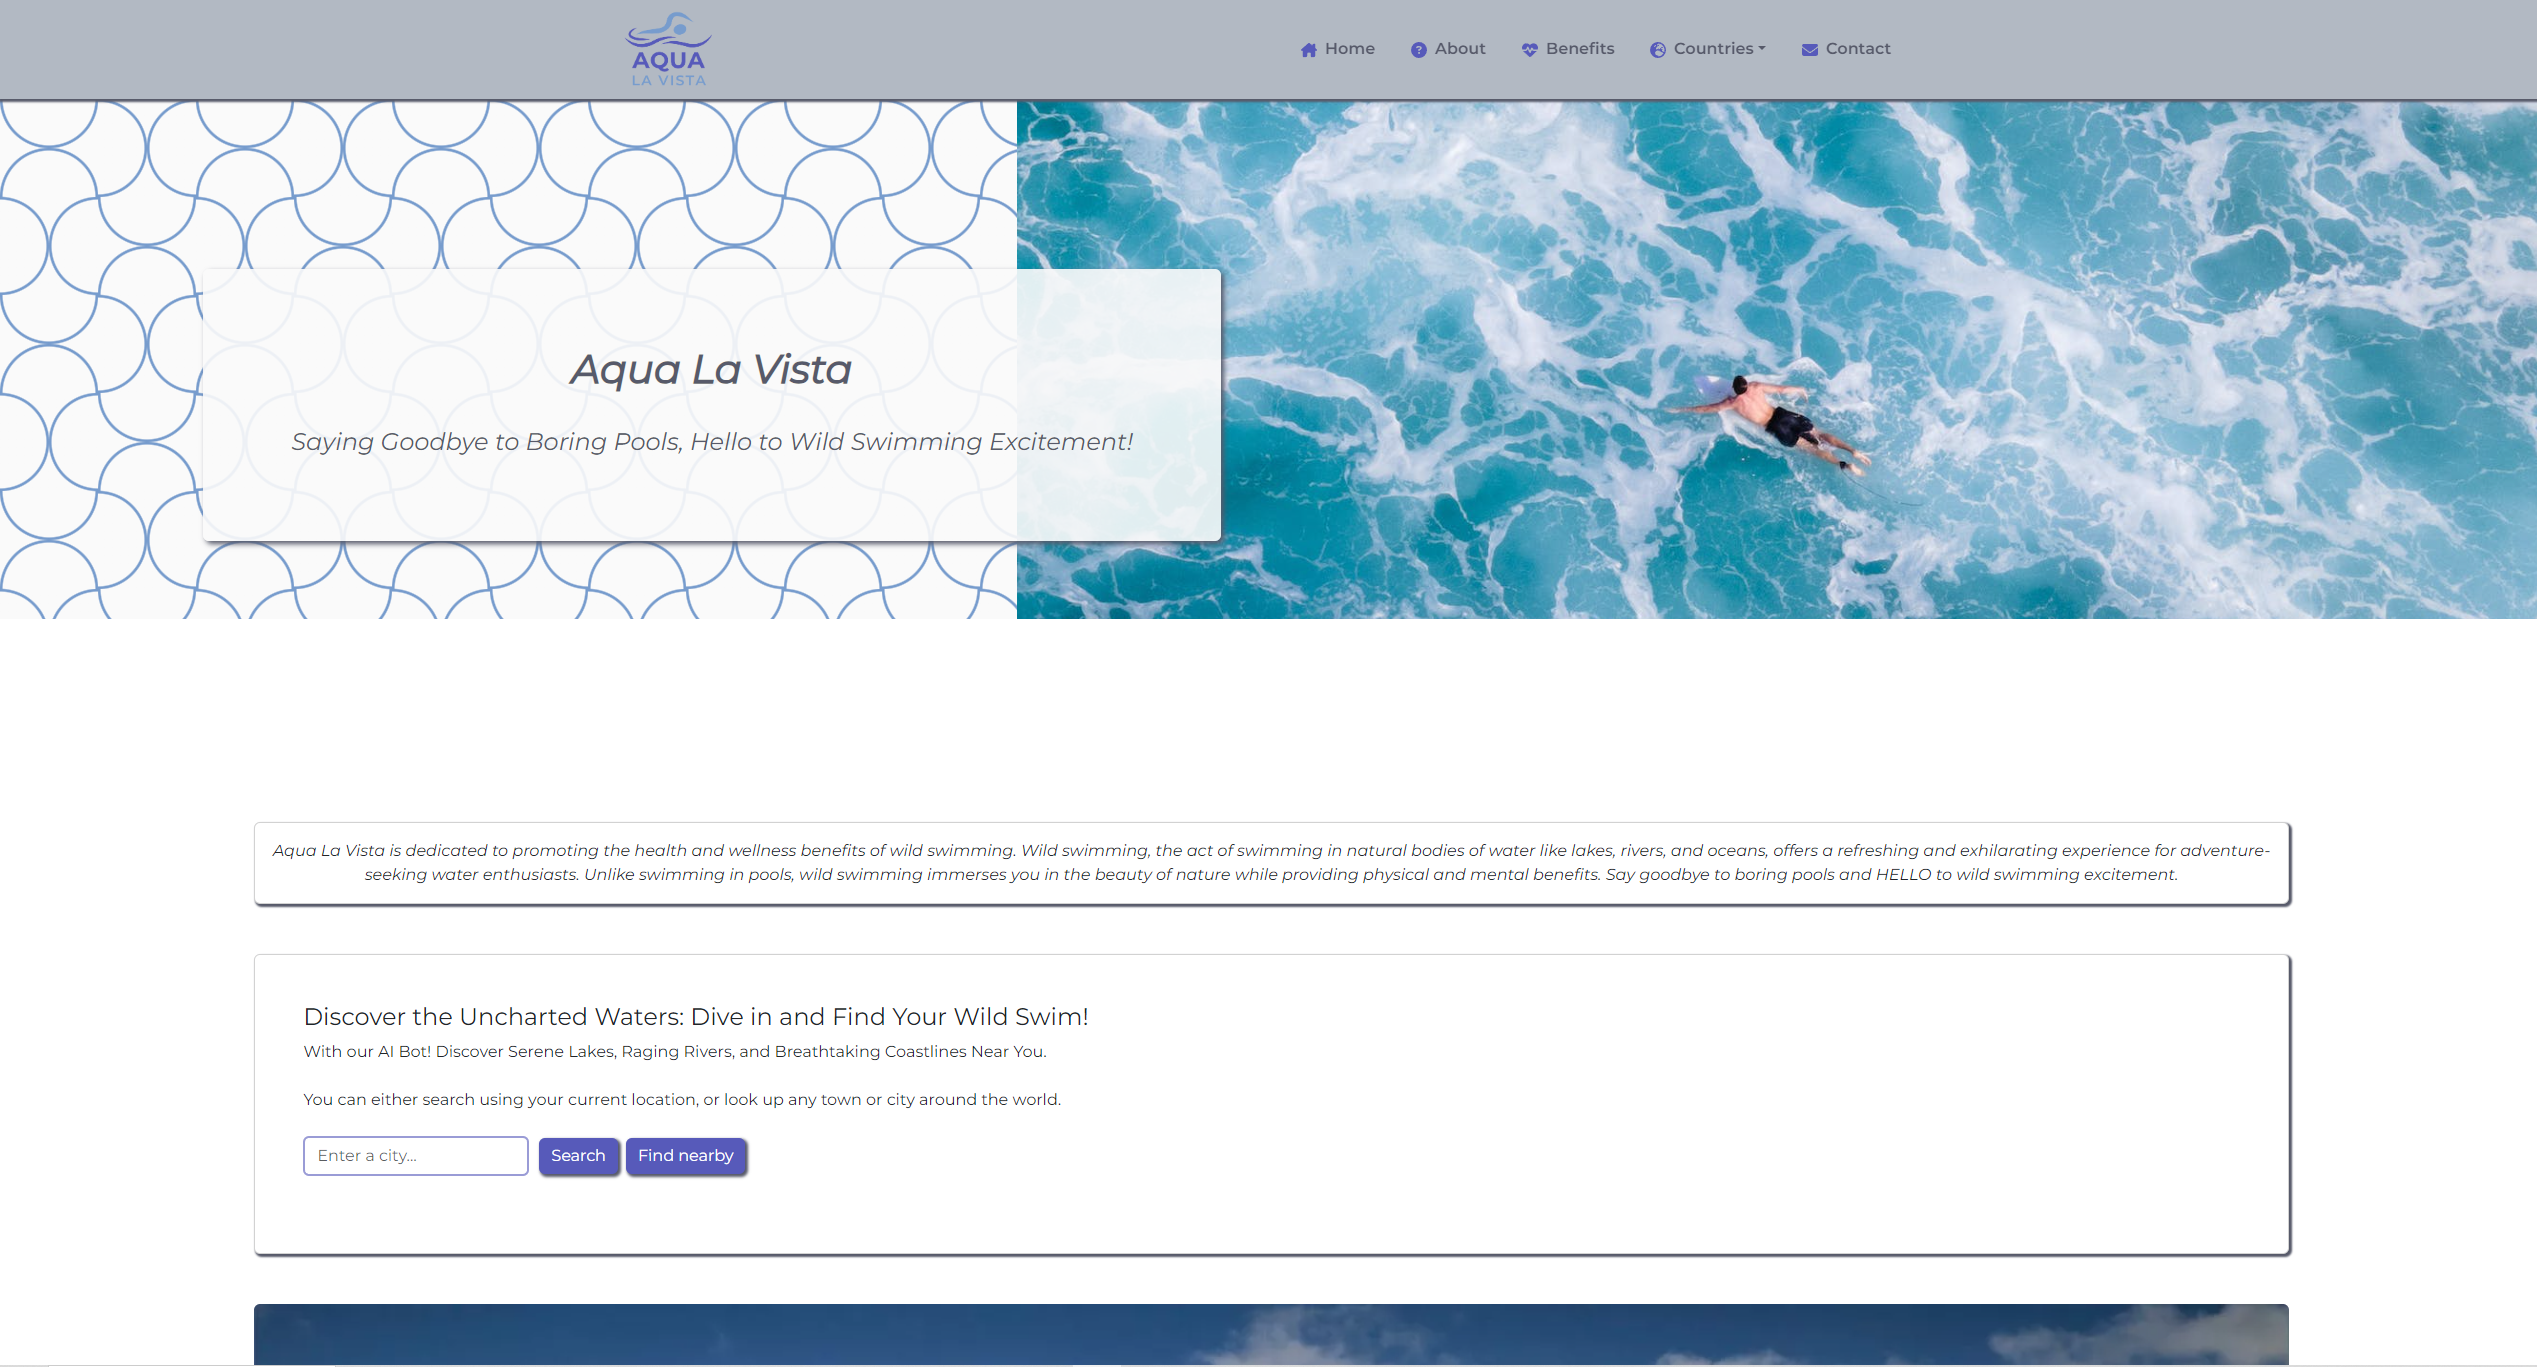 AQUA
LA VISTA
Home
About
Benefits
Countries
Contact
Aqua La Vista
Saying Goodbye to Boring Pools, Hello to Wild Swimming Excitement!
Aqua La Vista is dedicated to promoting the health and wellness benefits of wild swimming. Wild swimming, the act of swimming in natural bodies of water like lakes, rivers, and oceans, offers a refreshing and exhilarating experience for adventure-
seeking water enthusiasts. Unlike swimming in pools, wild swimming immerses you in the beauty of nature while providing physical and mental benefits. Say goodbye to boring pools and HELLO to wild swimming excitement.
Discover the Uncharted Waters: Dive in and Find Your Wild Swim!
With our AI Bot! Discover Serene Lakes, Raging Rivers, and Breathtaking Coastlines Near You.
You can either search using your current location, or look up any town or city around the world.
Enter a city...
Search
Find nearby